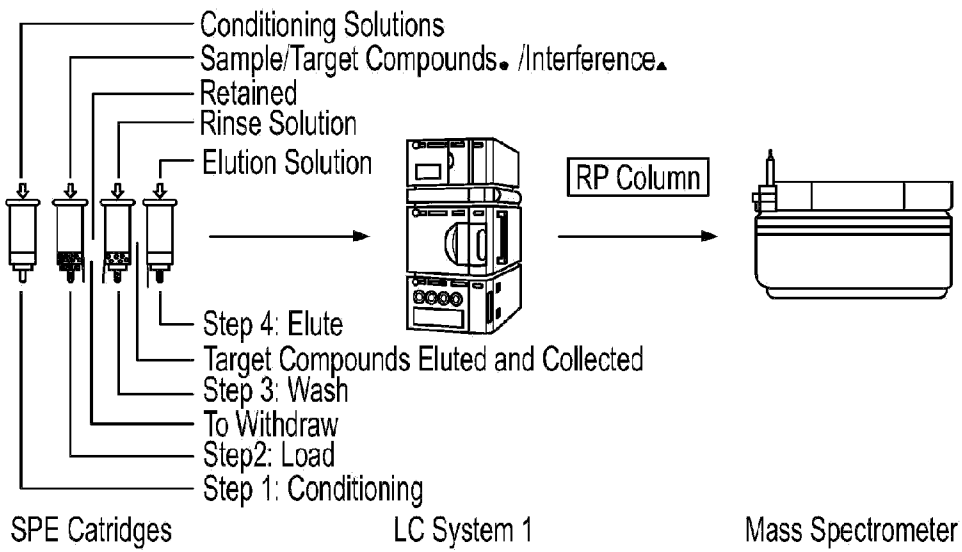 Conditioning Solutions
Sample/Target Compounds● /Interference▲
Retained
Rinse Solution
Elution Solution
RP Column
Step 4: Elute
Target Compounds Eluted and Collected
Step 3: Wash
To Withdraw
Step2: Load
Step 1: Conditioning
SPE Catridges
LC System 1
Mass Spectrometer